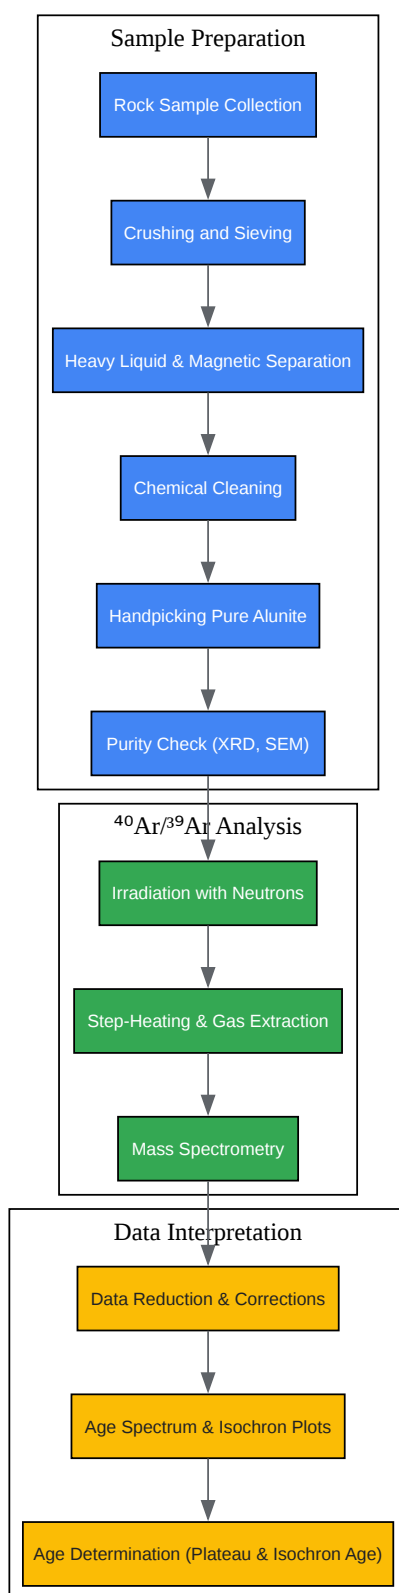 Sample Preparation
Rock Sample Collection
Crushing and Sieving
Heavy Liquid & Magnetic Separation
Chemical Cleaning
Handpicking Pure Alunite
Purity Check (XRD, SEM)
⁴⁰Ar/³⁹Ar Analysis
Irradiation with Neutrons
Step-Heating & Gas Extraction
Mass Spectrometry
Data Interpretation
Data Reduction & Corrections
Age Spectrum & Isochron Plots
Age Determination (Plateau & Isochron Age)